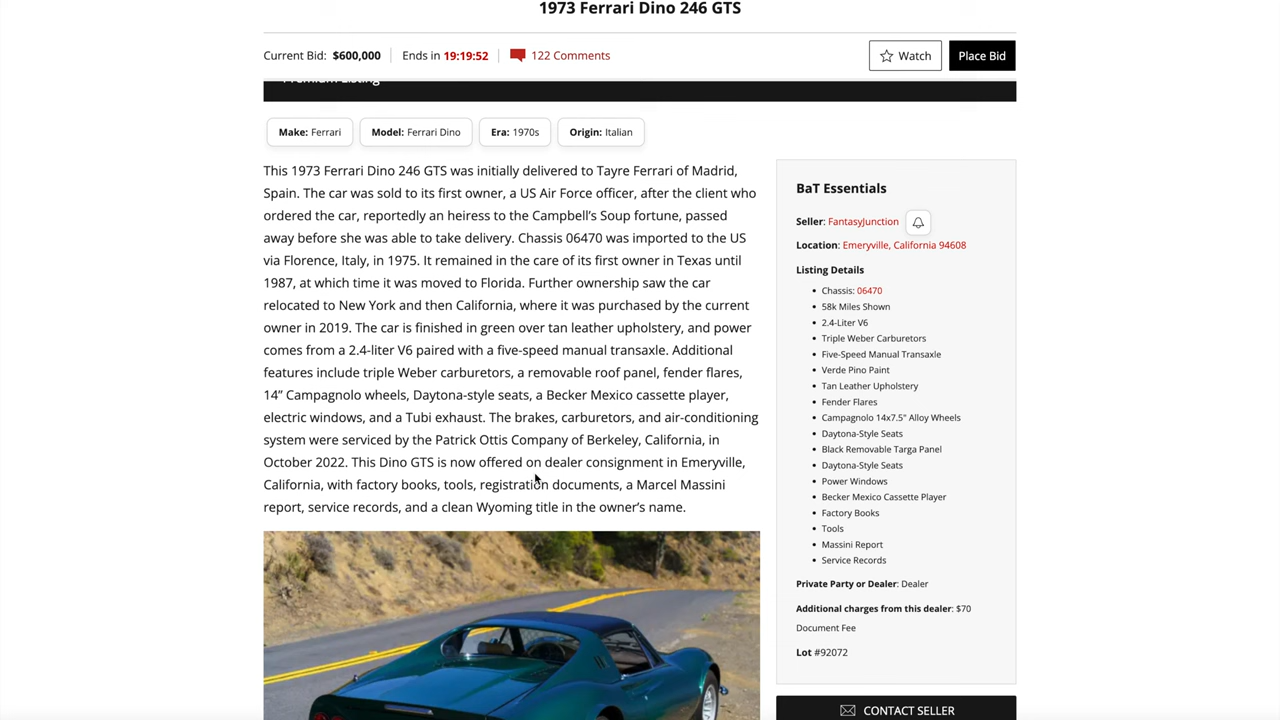 1973 Ferrari Dino 246 GTS
Current Bid: $600,000 Ends in 19:19:52 122 Comments Watch Place Bid
Premium Listing
Make: Ferrari Model: Ferrari Dino Era: 1970s Origin: Italian
This 1973 Ferrari Dino 246 GTS was initially delivered to Tayre Ferrari of Madrid,
Spain. The car was sold to its first owner, a US Air Force officer, after the client who
ordered the car, reportedly an heiress to the Campbell’s Soup fortune, passed
away before she was able to take delivery. Chassis 06470 was imported to the US
via Florence, Italy, in 1975. It remained in the care of its first owner in Texas until
1987, at which time it was moved to Florida. Further ownership saw the car
relocated to New York and then California, where it was purchased by the current
owner in 2019. The car is finished in green over tan leather upholstery, and power
comes from a 2.4-liter V6 paired with a five-speed manual transaxle. Additional
features include triple Weber carburetors, a removable roof panel, fender flares,
14” Campagnolo wheels, Daytona-style seats, a Becker Mexico cassette player,
electric windows, and a Tubi exhaust. The brakes, carburetors, and air-conditioning
system were serviced by the Patrick Ottis Company of Berkeley, California, in
October 2022. This Dino GTS is now offered on dealer consignment in Emeryville,
California, with factory books, tools, registration documents, a Marcel Massini
report, service records, and a clean Wyoming title in the owner’s name.
BaT Essentials
Seller: FantasyJunction
Location: Emeryville, California 94608
Listing Details
• Chassis: 06470
• 58k Miles Shown
• 2.4-Liter V6
• Triple Weber Carburetors
• Five-Speed Manual Transaxle
• Verde Pino Paint
• Tan Leather Upholstery
• Fender Flares
• Campagnolo 14x7.5" Alloy Wheels
• Daytona-Style Seats
• Black Removable Targa Panel
• Daytona-Style Seats
• Power Windows
• Becker Mexico Cassette Player
• Factory Books
• Tools
• Massini Report
• Service Records
Private Party or Dealer: Dealer
Additional charges from this dealer: $70
Document Fee
Lot #92072
CONTACT SELLER